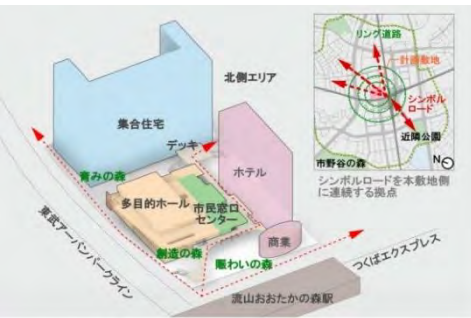 北側エリア
集合住宅
デッキ
ホテル
育みの森
多目的ホール
市民窓口
センター
商業
創造の森
賑わいの森
東武アーバンパークライン
つくばエクスプレス
流山おおたかの森駅
リング道路
計画敷地
シンボル
ロード
近隣公園
市野谷の森
N
シンボルロードを本敷地側
に連続する拠点